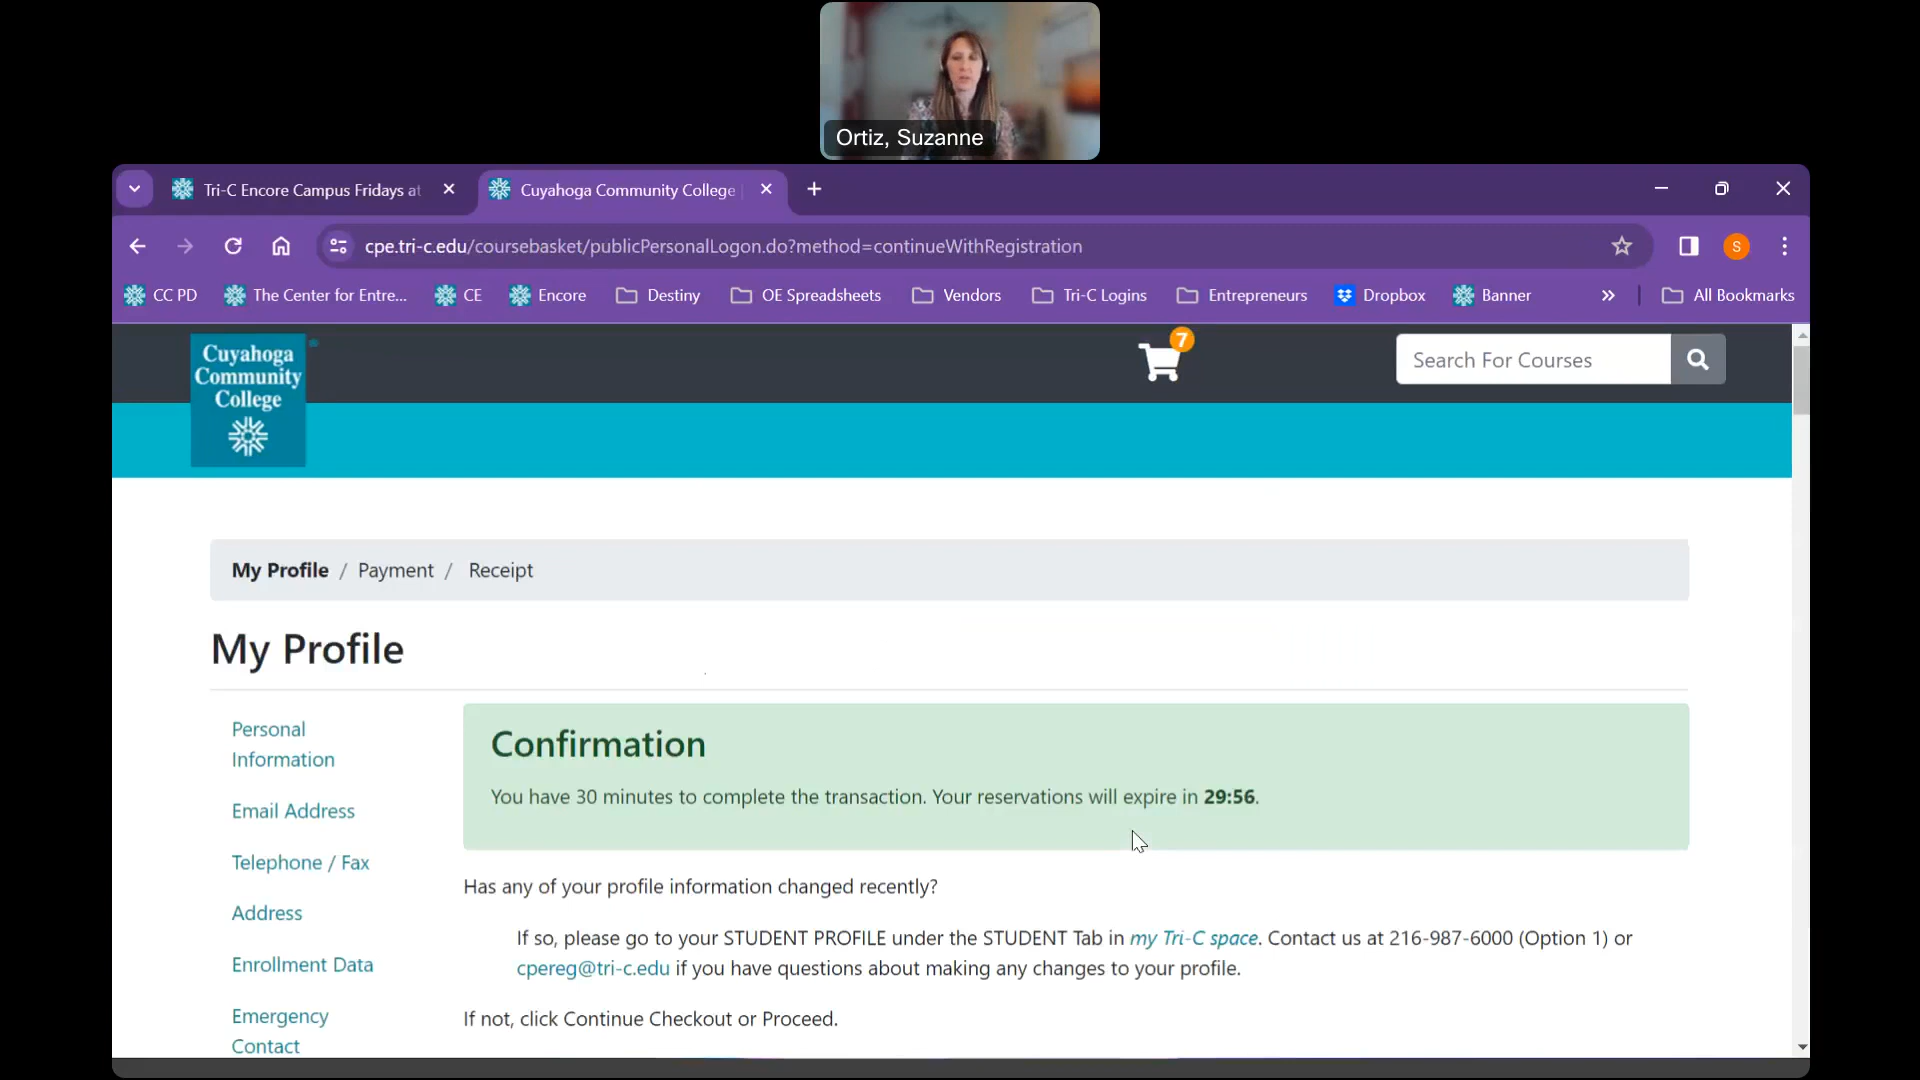 Ortiz, Suzanne
Tri-C Encore Campus Fridays at
Cuyahoga Community College
cpe.tri-c.edu/coursebasket/publicPersonalLogon.do?method=continueWithRegistration
S
CC PD
The Center for Entre...
CE
Encore
Destiny
OE Spreadsheets
Vendors
Tri-C Logins
Entrepreneurs
Dropbox
Banner
All Bookmarks
Cuyahoga
Community
College
7
Search For Courses
My Profile / Payment / Receipt
My Profile
Personal
Information
Email Address
Telephone / Fax
Address
Enrollment Data
Emergency
Contact
Confirmation
You have 30 minutes to complete the transaction. Your reservations will expire in 29:56.
Has any of your profile information changed recently?
If so, please go to your STUDENT PROFILE under the STUDENT Tab in my Tri-C space. Contact us at 216-987-6000 (Option 1) or
cpereg@tri-c.edu if you have questions about making any changes to your profile.
If not, click Continue Checkout or Proceed.